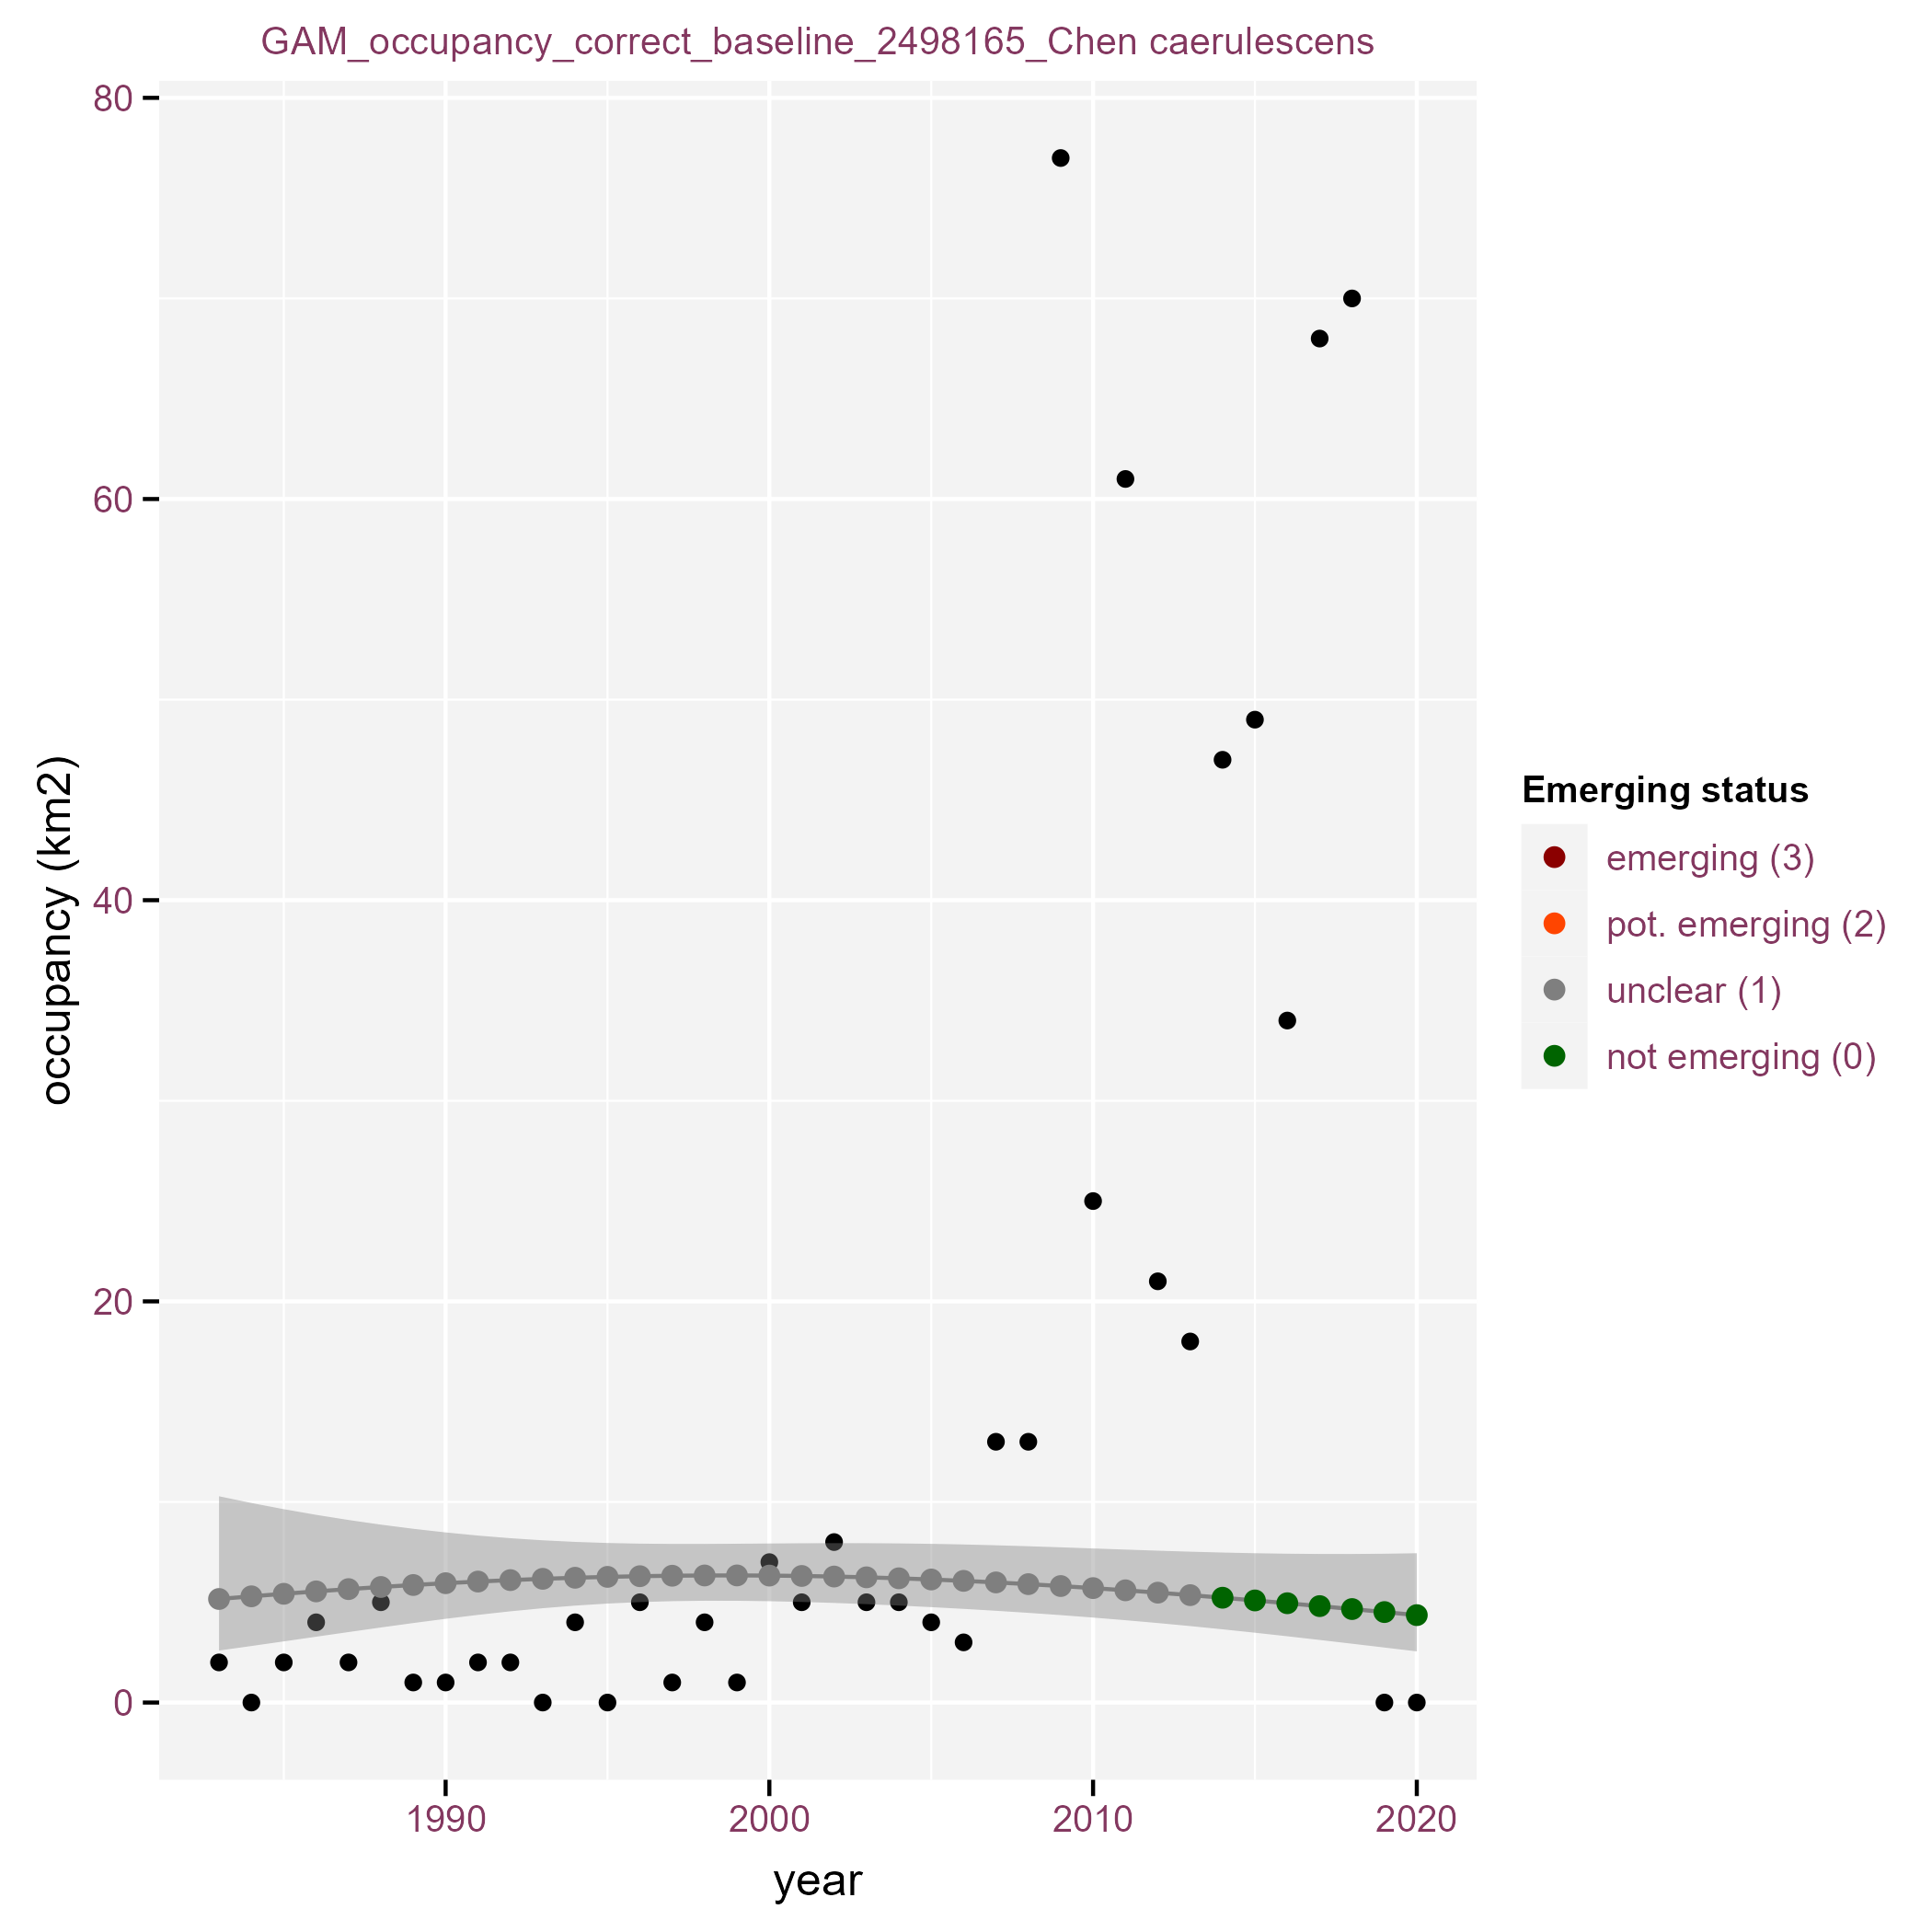 GAM_occupancy_correct_baseline_2498165_Chen caerulescens
80
60
40
20
0
occupancy (km2)
1990
2000
2010
2020
year
Emerging status
emerging (3)
pot. emerging (2)
unclear (1)
not emerging (0)